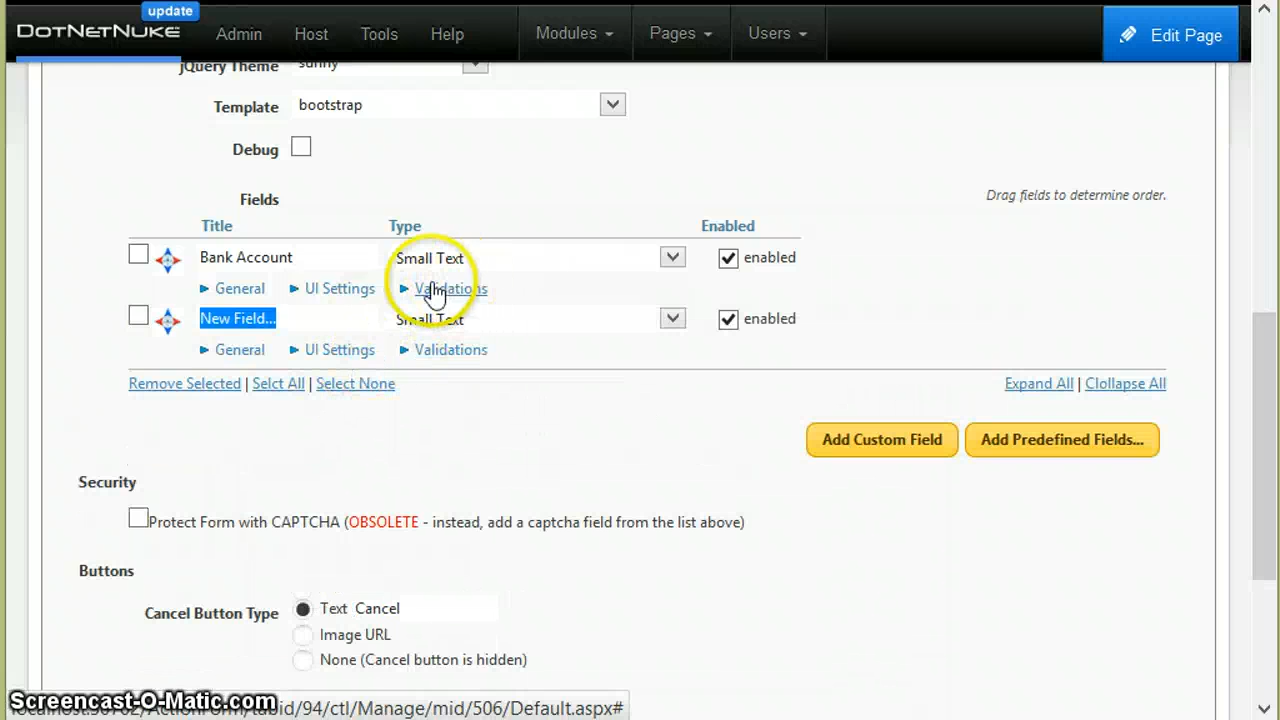 update
DOTNETNUKE Admin Host Tools Help Modules Pages Users Edit Page
jQuery Theme sunny
Template bootstrap
Debug
Fields Drag fields to determine order.
Title Type Enabled
Bank Account Small Text enabled
General UI Settings Validations
New Field... Small Text enabled
General UI Settings Validations
Remove Selected | Selct All | Select None Expand All | Clollapse All
Add Custom Field Add Predefined Fields...
Security
Protect Form with CAPTCHA (OBSOLETE - instead, add a captcha field from the list above)
Buttons
Cancel Button Type Text Cancel
Image URL
None (Cancel button is hidden)
Screencast-O-Matic.com
/ctl/Manage/mid/506/Default.aspx#